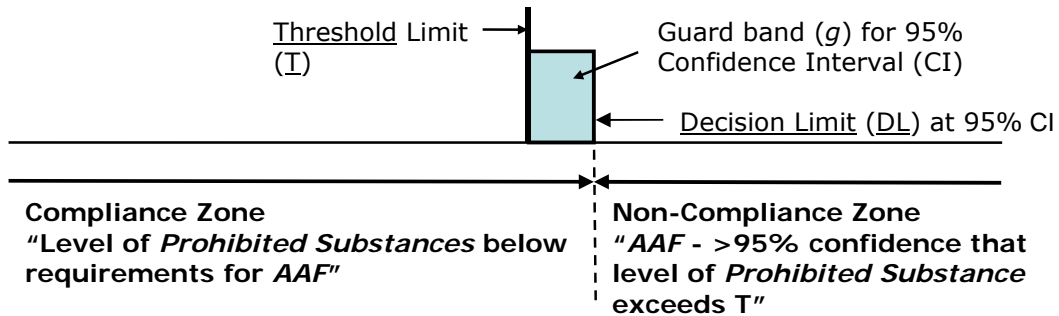 Threshold Limit
(T)
Guard band (g) for 95%
Confidence Interval (CI)
Decision Limit (DL) at 95% CI
Compliance Zone
“Level of Prohibited Substances below
requirements for AAF”
Non-Compliance Zone
“AAF - >95% confidence that
level of Prohibited Substance
exceeds T”